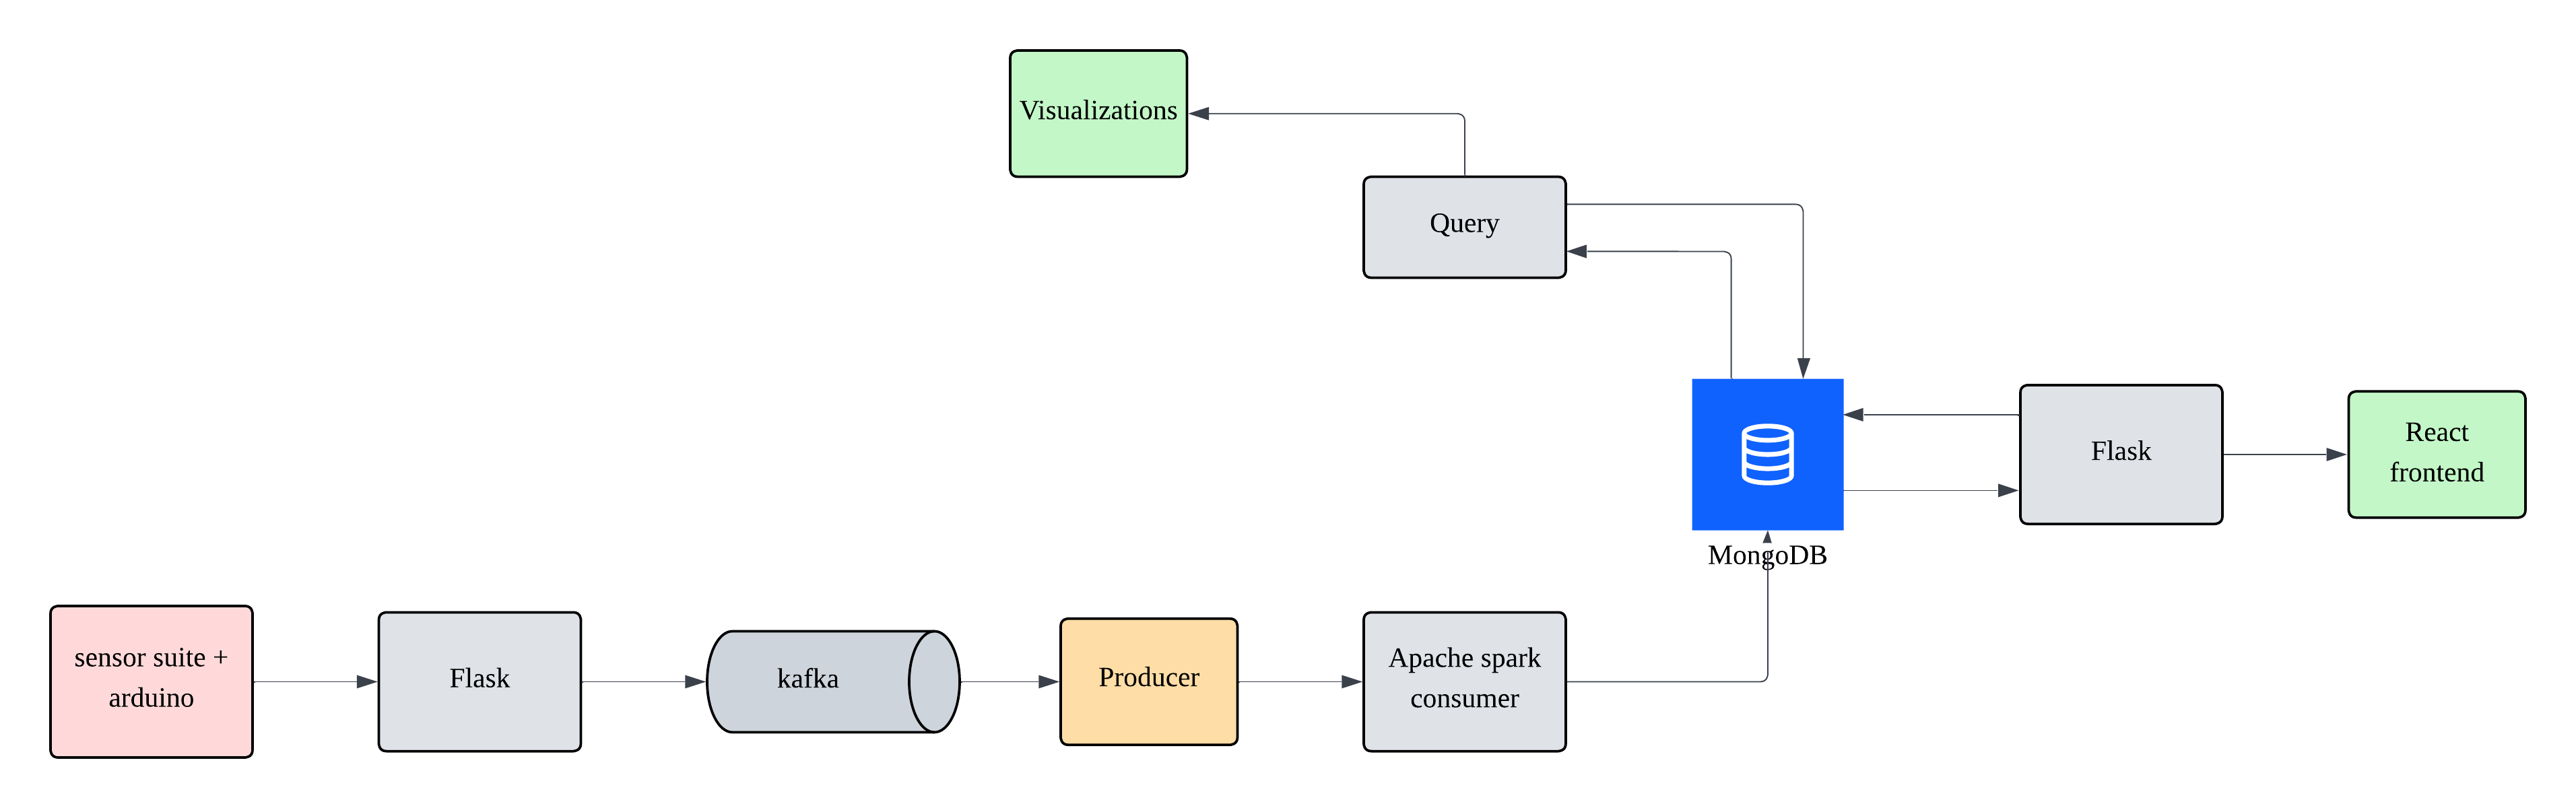 Visualizations
Query
Flask
React
frontend
MongoDB
sensor suite +
arduino
Flask
kafka
Producer
Apache spark
consumer